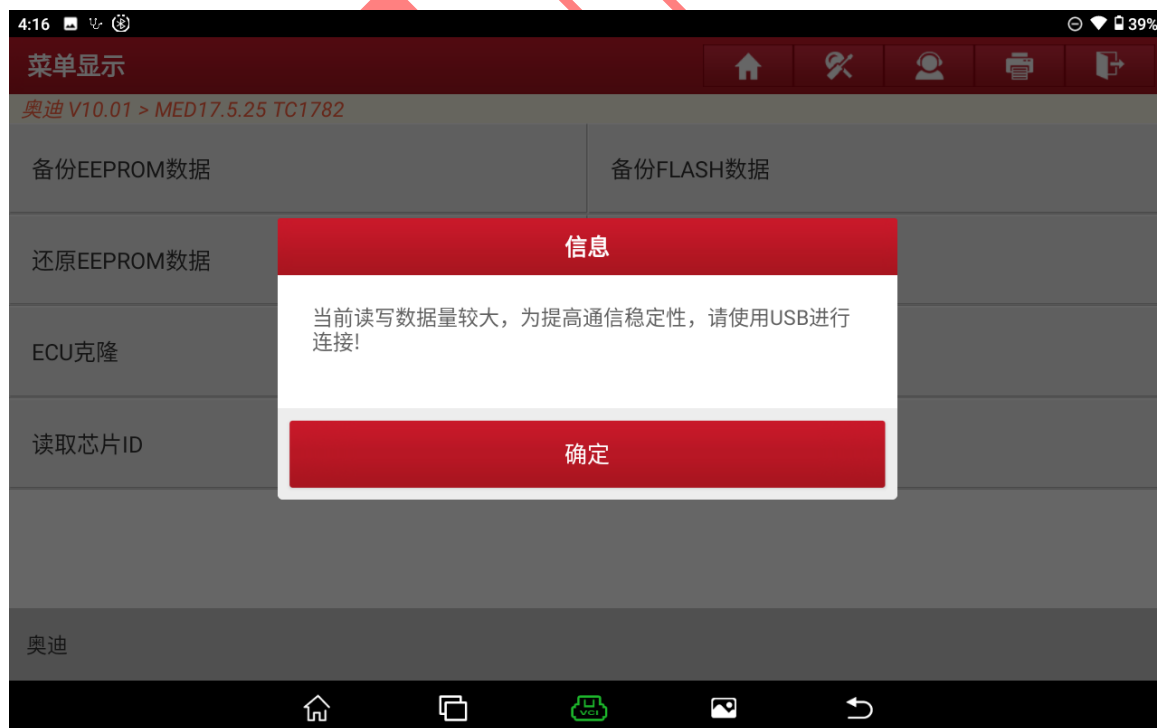 4:16
39%
菜单显示
奥迪 V10.01 > MED17.5.25 TC1782
备份EEPROM数据
备份FLASH数据
还原EEPROM数据
信息
当前读写数据量较大，为提高通信稳定性，请使用USB进行
连接!
ECU克隆
确定
读取芯片ID
奥迪
VCI